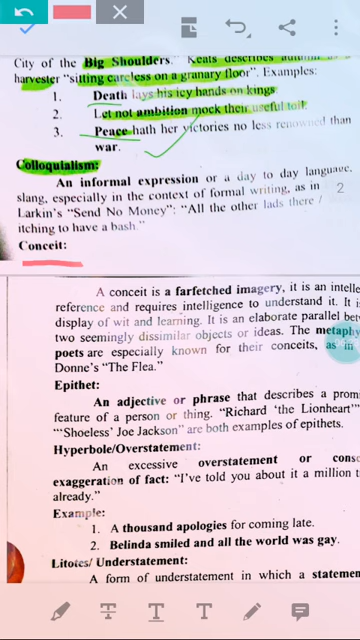 City of the Big Shoulders." Keats describes autumn
harvester "sitting careless on a granary floor". Examples:
1. Death lays his icy hands on kings.
2. Let not ambition mock their useful toil.
3. Peace hath her victories no less renowned than
war.
Colloquialism:
An informal expression or a day to day language,
slang, especially in the context of formal writing, as in
Larkin's "Send No Money": "All the other lads there /
itching to have a bash."
2
Conceit:
A conceit is a farfetched imagery, it is an intelle
reference and requires intelligence to understand it. It i
display of wit and learning. It is an elaborate parallel bet
two seemingly dissimilar objects or ideas. The metaphy
poets are especially known for their conceits, as in
Donne's "The Flea."
Epithet:
An adjective or phrase that describes a prom
feature of a person or thing. "Richard 'the Lionheart'"
"'Shoeless' Joe Jackson" are both examples of epithets.
Hyperbole/Overstatement:
An excessive overstatement or consc
exaggeration of fact: "I've told you about it a million t
already."
Example:
1. A thousand apologies for coming late.
2. Belinda smiled and all the world was gay.
Litotes/ Understatement:
A form of understatement in which a statemen
T T T